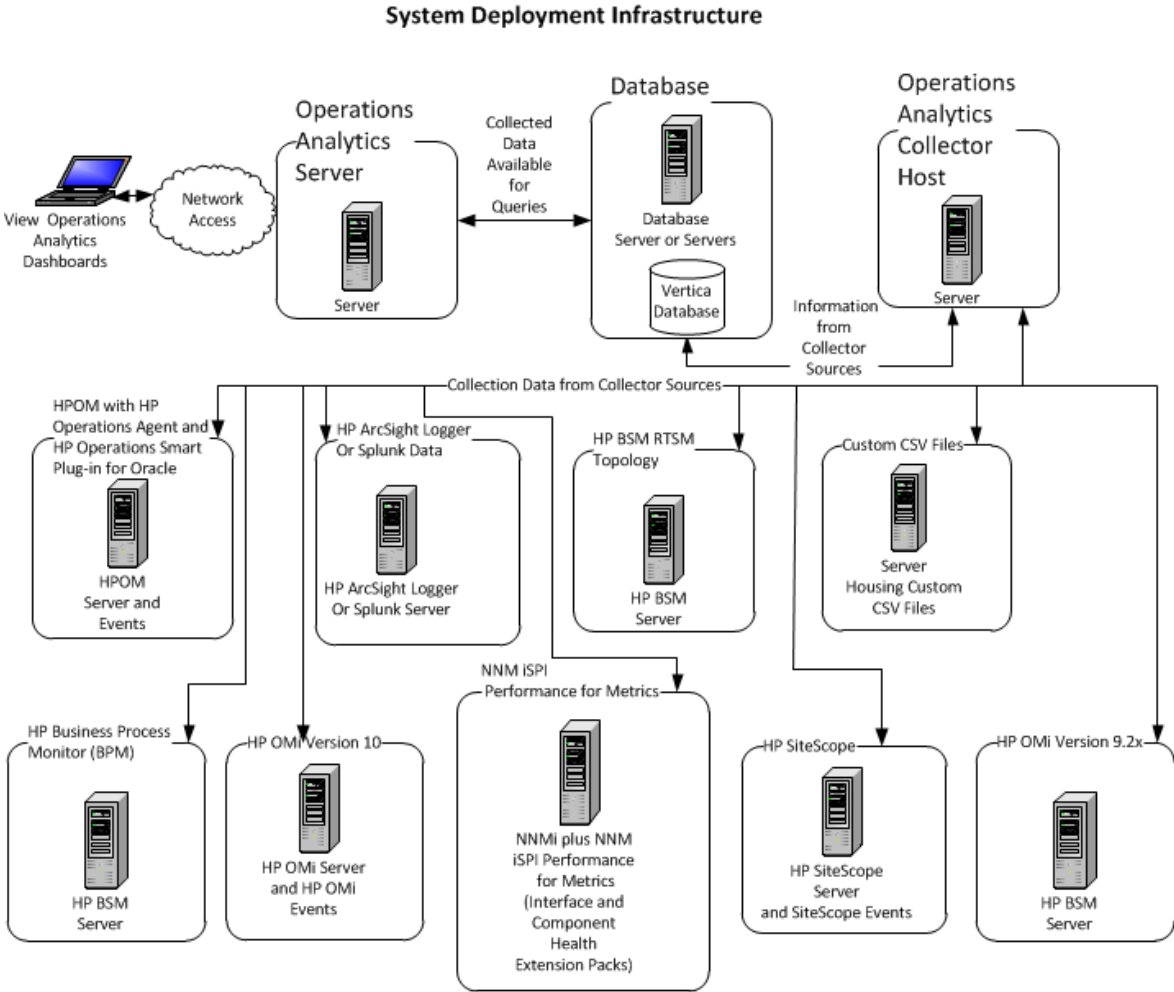 System Deployment Infrastructure
Operations
Analytics
Server
Server
Collected
Data
Available
for
Queries
Database
Database
Server or Servers
Vertica
Database
Operations
Analytics
Collector
Host
Server
View Operations
Analytics
Dashboards
Network
Access
Information
from
Collector
Sources
Collection Data from Collector Sources
HPOM with HP
Operations Agent and
HP Operations Smart
Plug-in for Oracle
HPOM
Server and
Events
HP ArcSight Logger
Or Splunk Data
HP ArcSight Logger
Or Splunk Server
HP BSM RTSM
Topology
HP BSM
Server
Custom CSV Files
Server
Housing Custom
CSV Files
HP Business Process
Monitor (BPM)
HP BSM
Server
HP OMi Version 10
HP OMi Server
and HP OMi
Events
NNM iSPI
Performance for Metrics
NNMi plus NNM
iSPI Performance
for Metrics
(Interface and
Component
Health
Extension Packs)
HP SiteScope
HP SiteScope
Server
and SiteScope Events
HP OMi Version 9.2x
HP BSM
Server